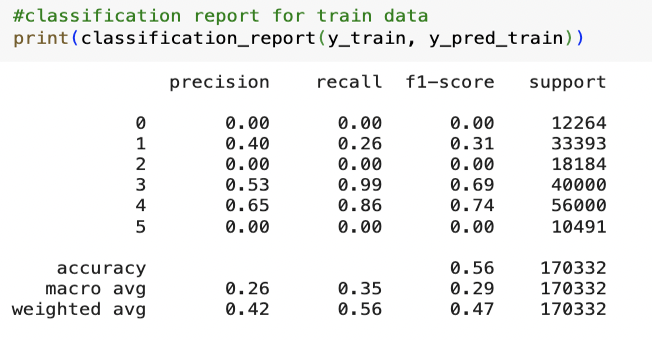 #classification report for train data
print(classification_report(y_train, y_pred_train))
precision recall f1-score support
0 0.00 0.00 0.00 12264
1 0.40 0.26 0.31 33393
2 0.00 0.00 0.00 18184
3 0.53 0.99 0.69 40000
4 0.65 0.86 0.74 56000
5 0.00 0.00 0.00 10491
accuracy 0.56 170332
macro avg 0.26 0.35 0.29 170332
weighted avg 0.42 0.56 0.47 170332